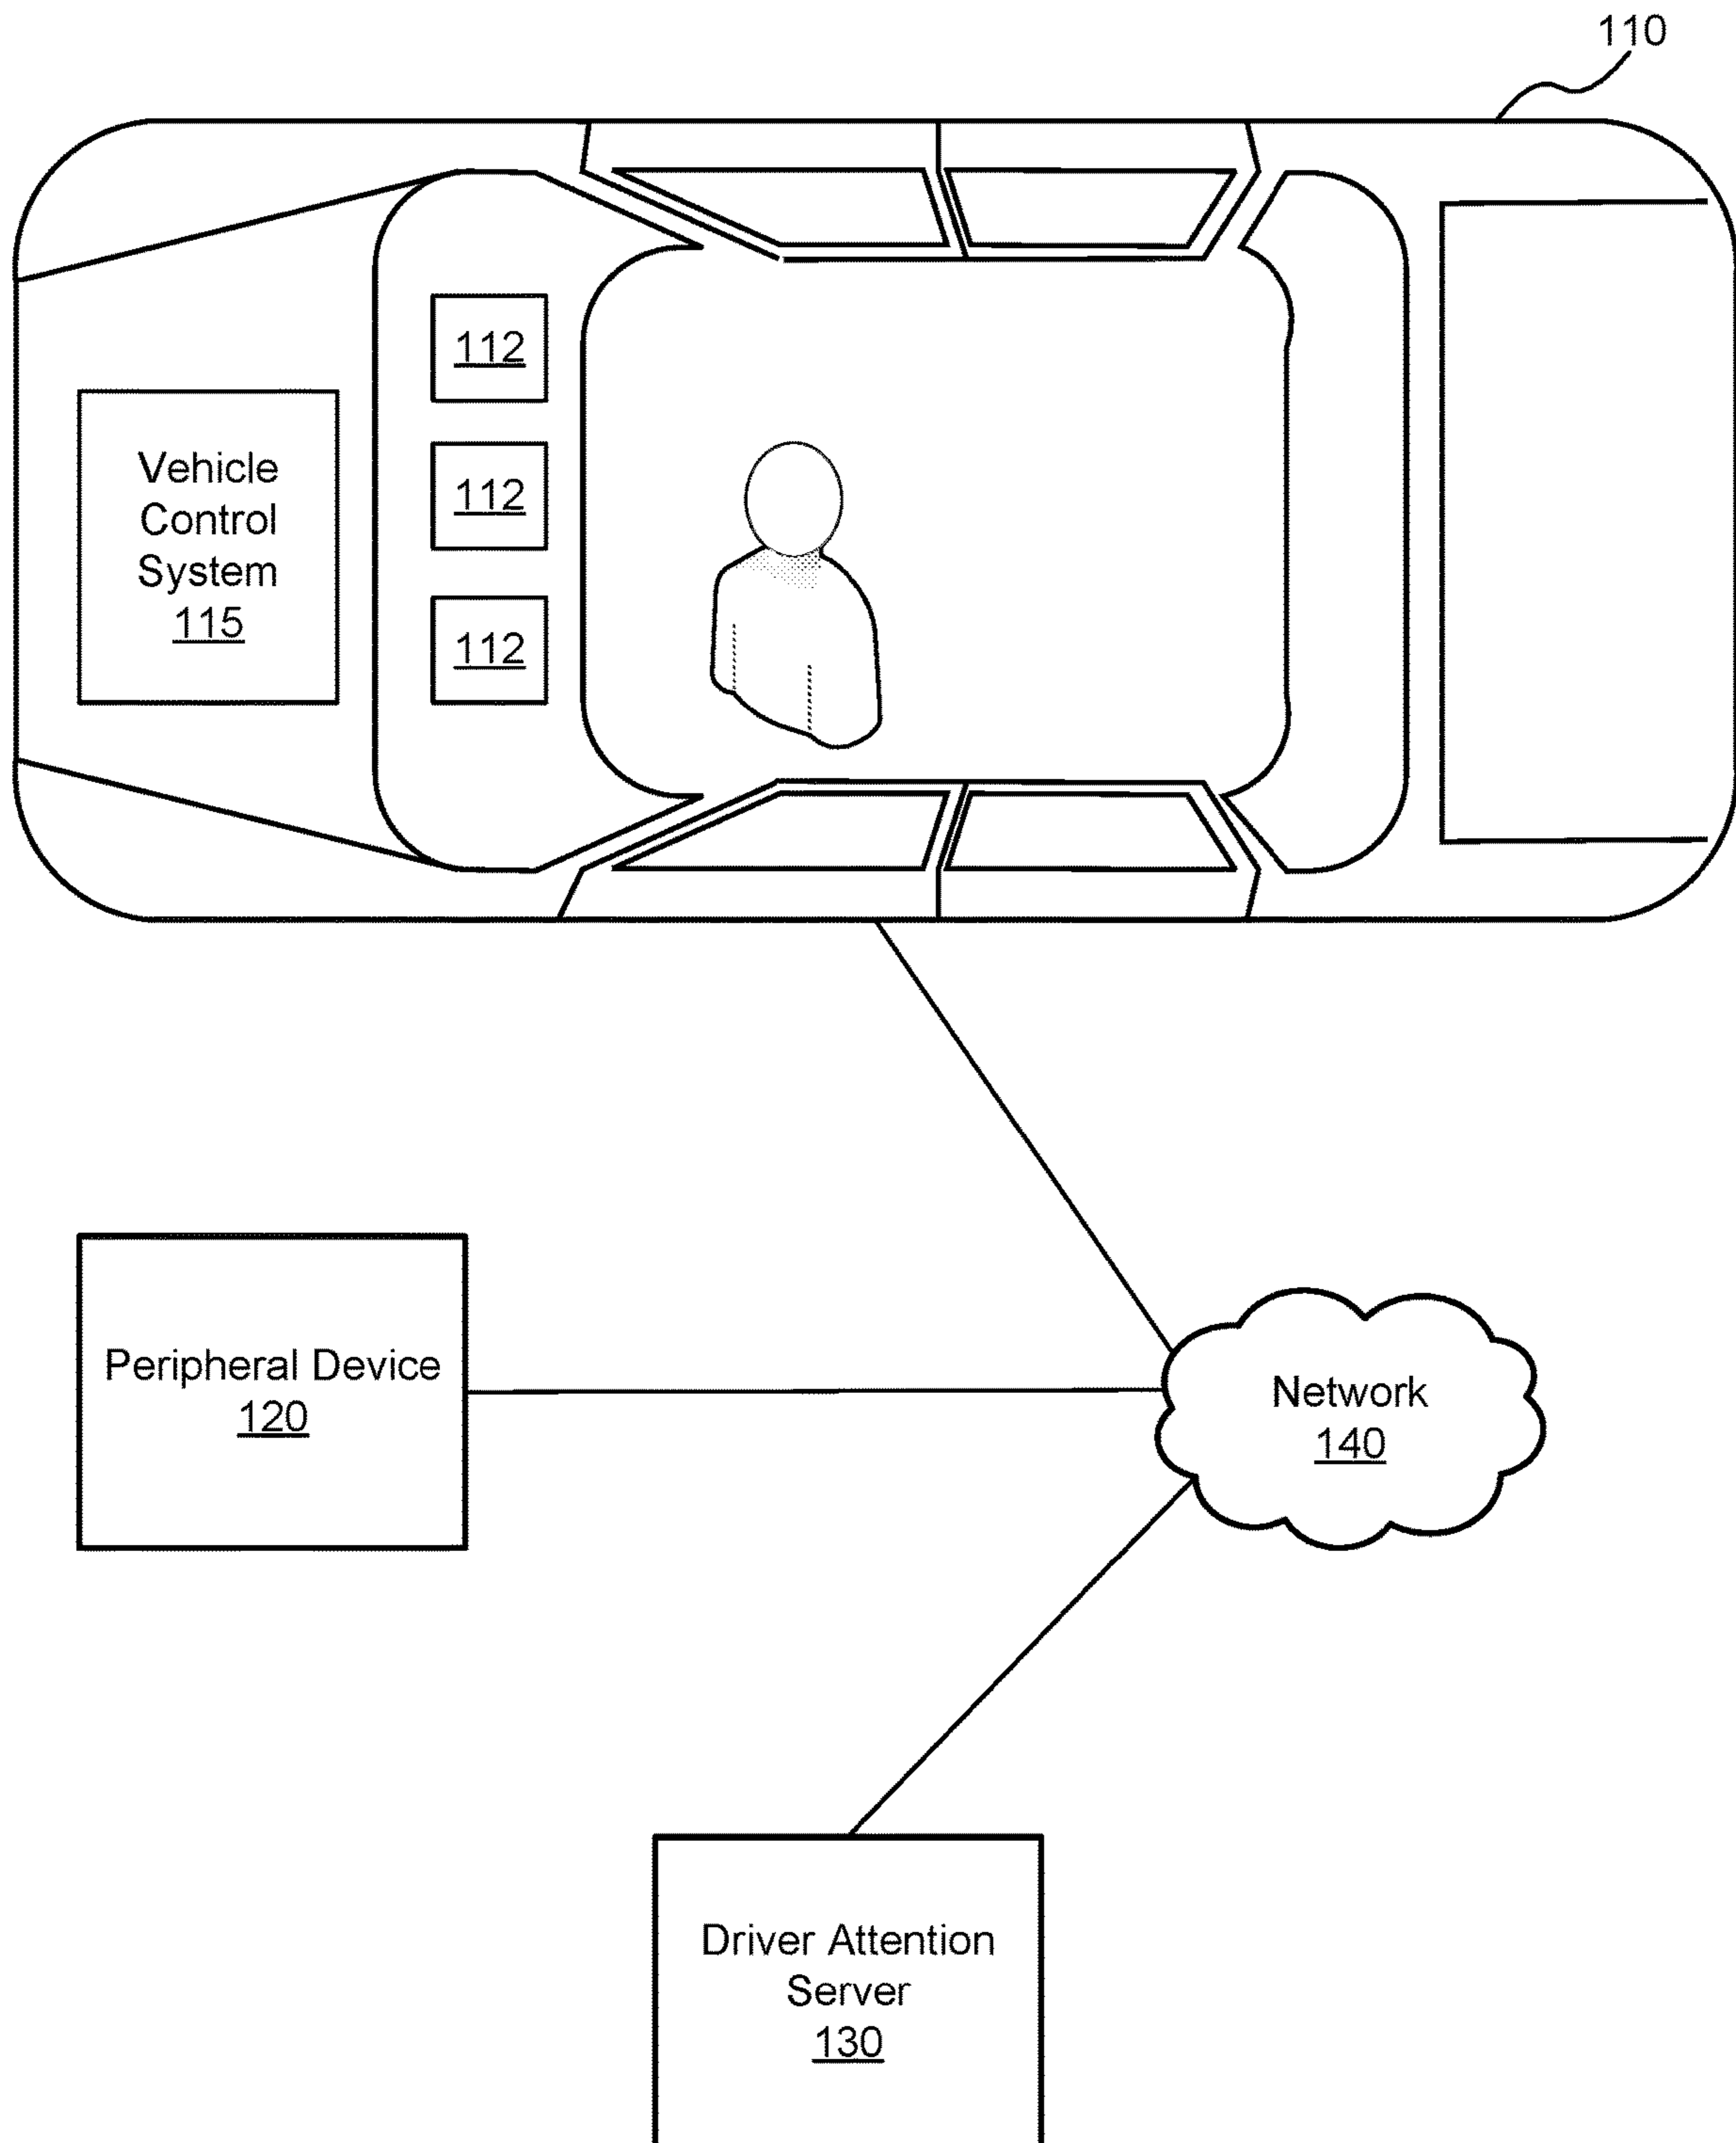 110
112
Vehicle
Control
System
115
112
112
Peripheral Device
120
Network
140
Driver Attention
Server
130